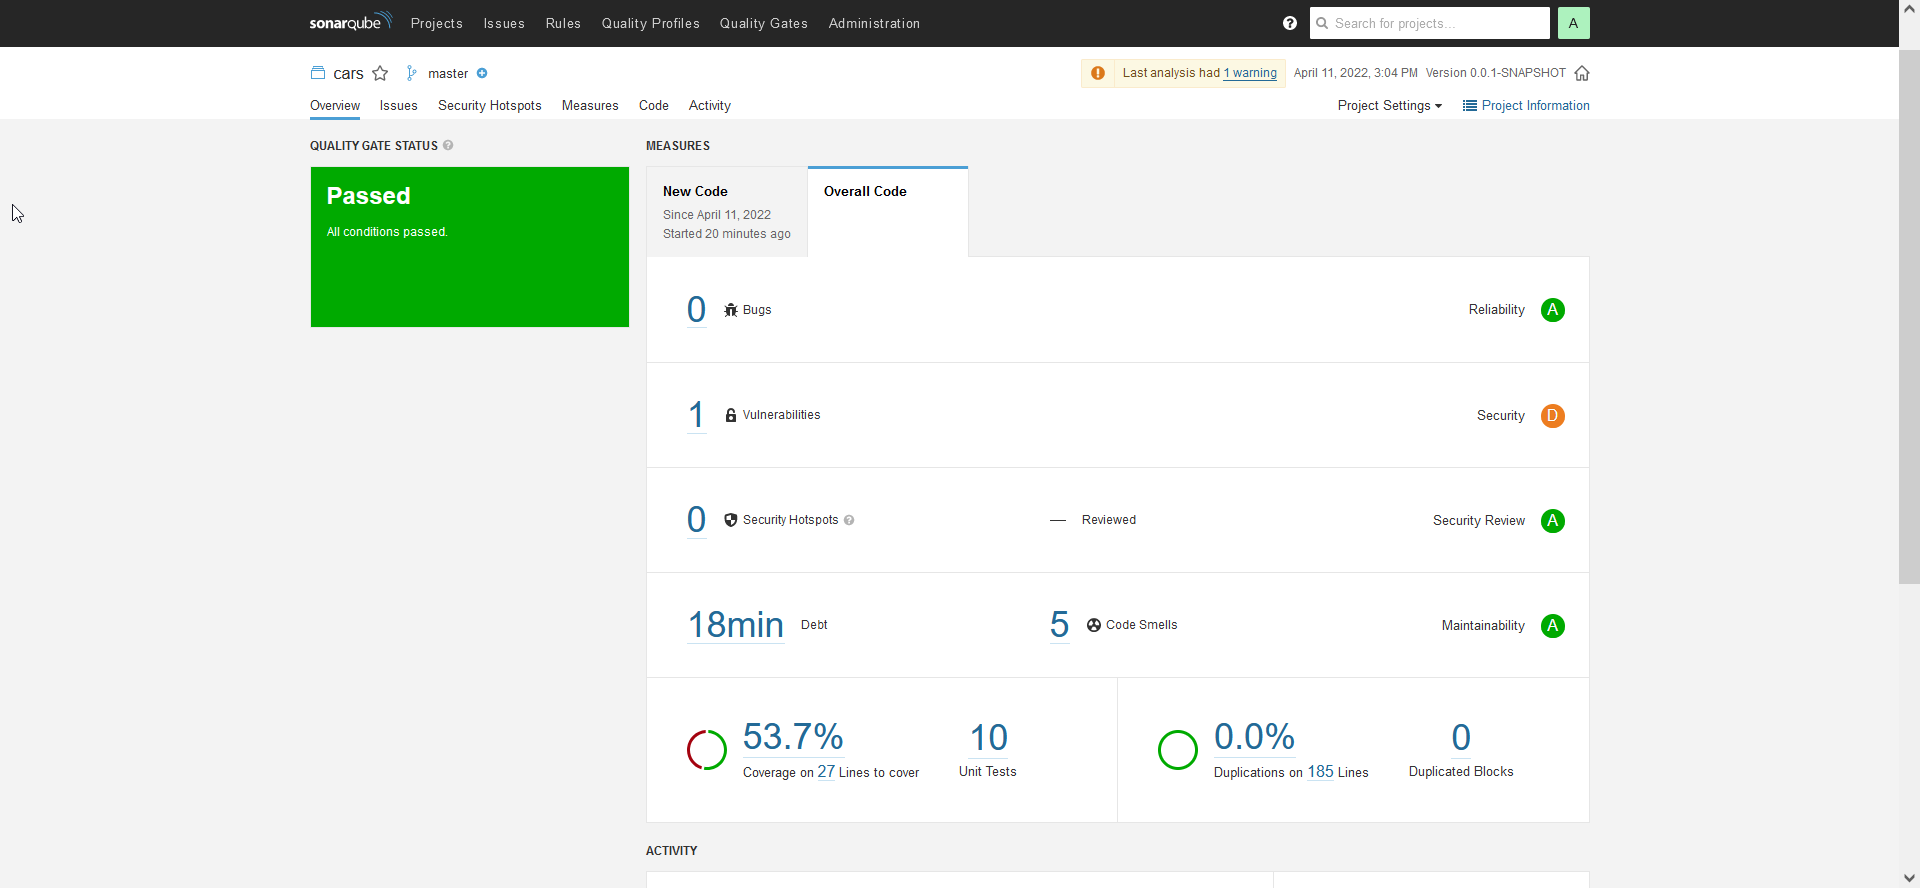 sonarqube Projects Issues Rules Quality Profiles Quality Gates Administration ? Search for projects... A
cars master Last analysis had 1 warning April 11, 2022, 3:04 PM Version 0.0.1-SNAPSHOT
Overview Issues Security Hotspots Measures Code Activity Project Settings Project Information
QUALITY GATE STATUS ?
Passed
All conditions passed.
MEASURES
New Code
Since April 11, 2022
Started 20 minutes ago
Overall Code
0 Bugs Reliability A
1 Vulnerabilities Security D
0 Security Hotspots ? — Reviewed Security Review A
18min Debt 5 Code Smells Maintainability A
53.7%
Coverage on 27 Lines to cover
10
Unit Tests
0.0%
Duplications on 185 Lines
0
Duplicated Blocks
ACTIVITY